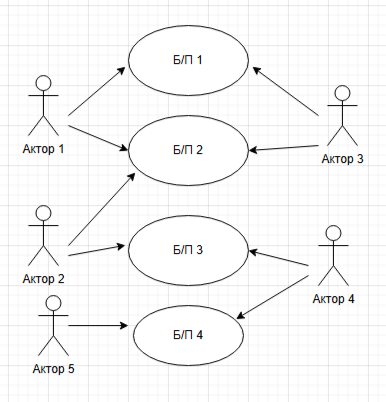 Б/П 1
Актор 1
Б/П 2
Актор 3
Актор 2
Б/П 3
Актор 4
Б/П 4
Актор 5